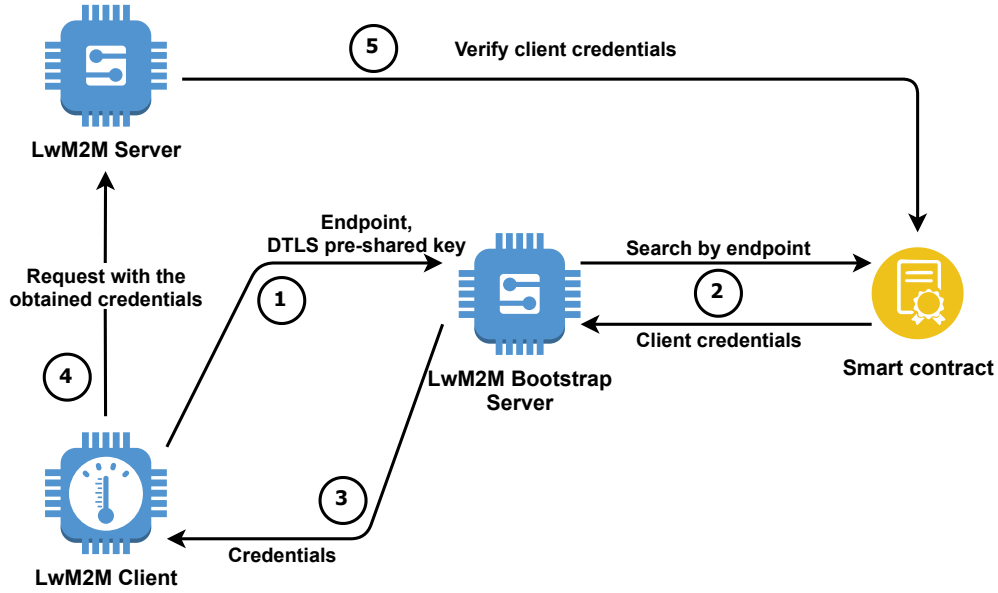 5
Verify client credentials
LwM2M Server
Endpoint,
DTLS pre-shared key
Search by endpoint
Request with the
obtained credentials
1
2
Client credentials
Smart contract
4
LwM2M Bootstrap
Server
3
Credentials
LwM2M Client